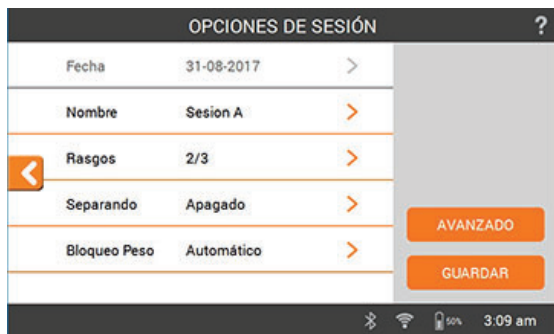 OPCIONES DE SESIÓN ?
Fecha 31-08-2017 >
Nombre Sesion A >
Rasgos 2/3 >
Separando Apagado >
Bloqueo Peso Automático >
AVANZADO
GUARDAR
50% 3:09 am